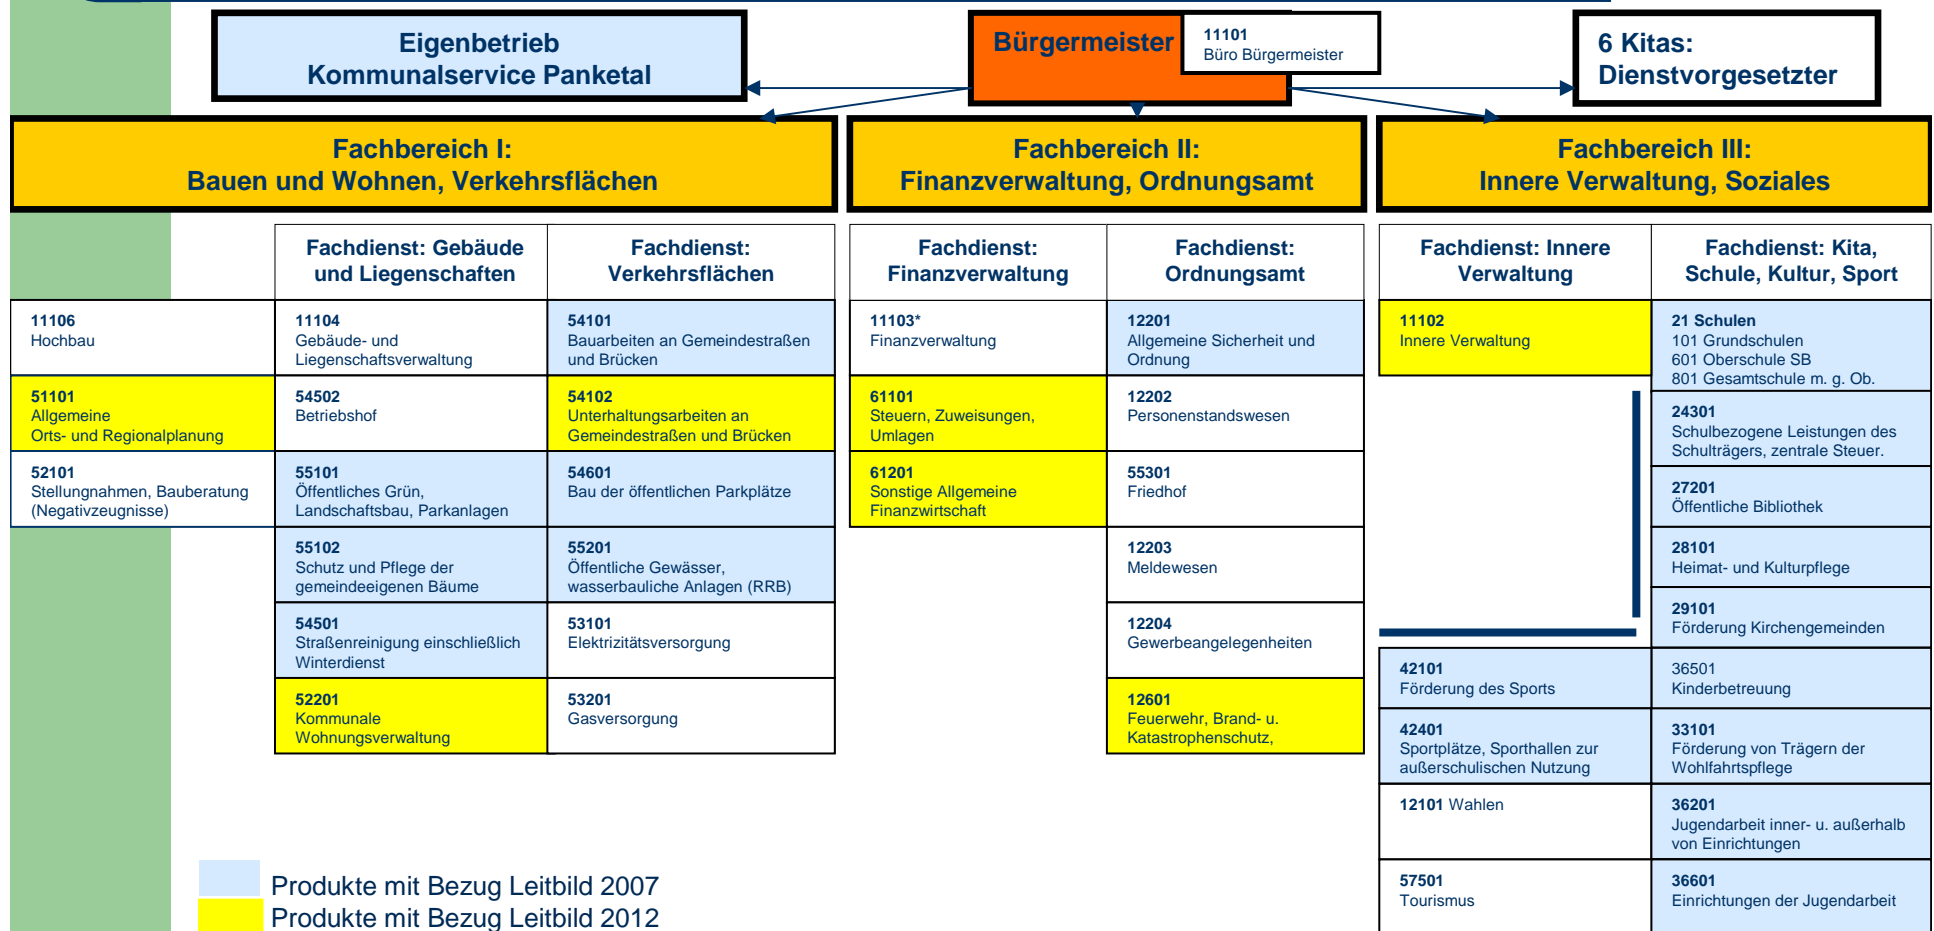 Eigenbetrieb
Kommunalservice Panketal
Bürgermeister
11101
Büro Bürgermeister
6 Kitas:
Dienstvorgesetzter
Fachbereich I:
Bauen und Wohnen, Verkehrsflächen
Fachbereich II:
Finanzverwaltung, Ordnungsamt
Fachbereich III:
Innere Verwaltung, Soziales
Fachdienst: Gebäude
und Liegenschaften
Fachdienst:
Verkehrsflächen
Fachdienst:
Finanzverwaltung
Fachdienst:
Ordnungsamt
Fachdienst: Innere
Verwaltung
Fachdienst: Kita,
Schule, Kultur, Sport
11106
Hochbau
51101
Allgemeine
Orts- und Regionalplanung
52101
Stellungnahmen, Bauberatung
(Negativzeugnisse)
11104
Gebäude- und
Liegenschaftsverwaltung
54502
Betriebshof
55101
Öffentliches Grün,
Landschaftsbau, Parkanlagen
55102
Schutz und Pflege der
gemeindeeigenen Bäume
54501
Straßenreinigung einschließlich
Winterdienst
52201
Kommunale
Wohnungsverwaltung
54101
Bauarbeiten an Gemeindestraßen
und Brücken
54102
Unterhaltungsarbeiten an
Gemeindestraßen und Brücken
54601
Bau der öffentlichen Parkplätze
55201
Öffentliche Gewässer,
wasserbauliche Anlagen (RRB)
53101
Elektrizitätsversorgung
53201
Gasversorgung
11103*
Finanzverwaltung
61101
Steuern, Zuweisungen,
Umlagen
61201
Sonstige Allgemeine
Finanzwirtschaft
12201
Allgemeine Sicherheit und
Ordnung
12202
Personenstandswesen
55301
Friedhof
12203
Meldewesen
12204
Gewerbeangelegenheiten
12601
Feuerwehr, Brand- u.
Katastrophenschutz,
11102
Innere Verwaltung
42101
Förderung des Sports
42401
Sportplätze, Sporthallen zur
außerschulischen Nutzung
12101 Wahlen
57501
Tourismus
21 Schulen
101 Grundschulen
601 Oberschule SB
801 Gesamtschule m. g. Ob.
24301
Schulbezogene Leistungen des
Schulträgers, zentrale Steuer.
27201
Öffentliche Bibliothek
28101
Heimat- und Kulturpflege
29101
Förderung Kirchengemeinden
36501
Kinderbetreuung
33101
Förderung von Trägern der
Wohlfahrtspflege
36201
Jugendarbeit inner- u. außerhalb
von Einrichtungen
36601
Einrichtungen der Jugendarbeit
Produkte mit Bezug Leitbild 2007
Produkte mit Bezug Leitbild 2012